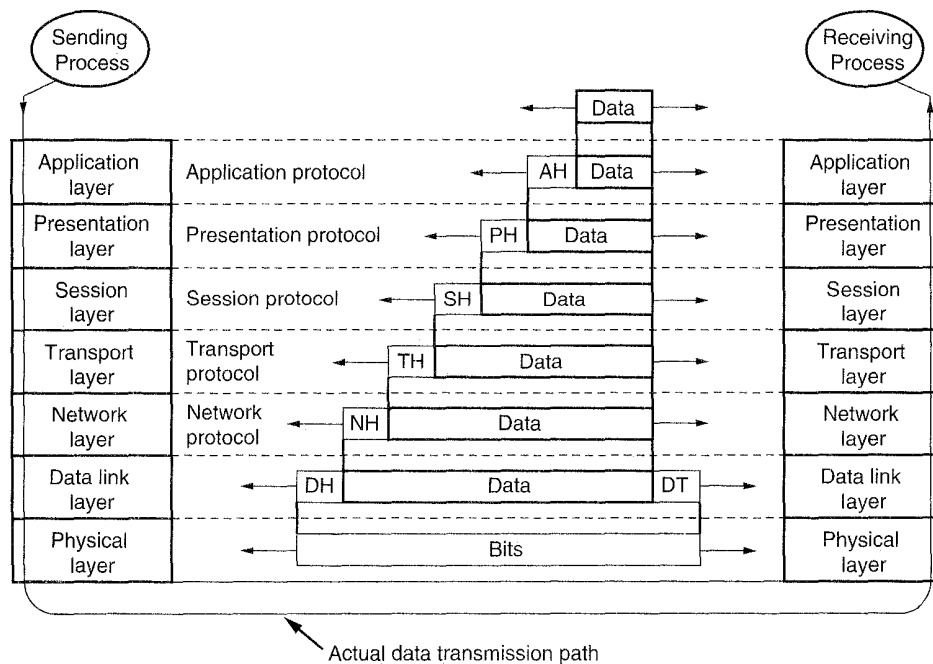 Sending
Process
Receiving
Process
Data
Application
layer
Application protocol
AH
Data
Application
layer
Presentation
layer
Presentation protocol
PH
Data
Presentation
layer
Session
layer
Session protocol
SH
Data
Session
layer
Transport
layer
Transport
protocol
TH
Data
Transport
layer
Network
layer
Network
protocol
NH
Data
Network
layer
Data link
layer
DH
Data
DT
Data link
layer
Physical
layer
Bits
Physical
layer
Actual data transmission path